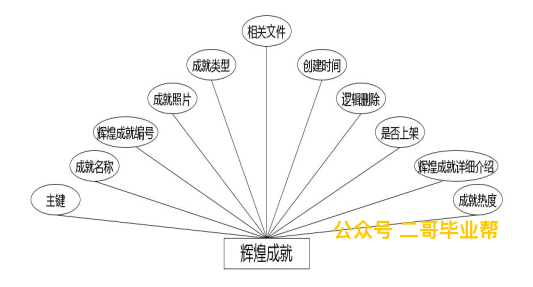 相关文件
成就类型
创建时间
成就照片
逻辑删除
辉煌成就编号
是否上架
成就名称
辉煌成就详细介绍
主键
成就热度
公众号 二哥毕业帮
辉煌成就